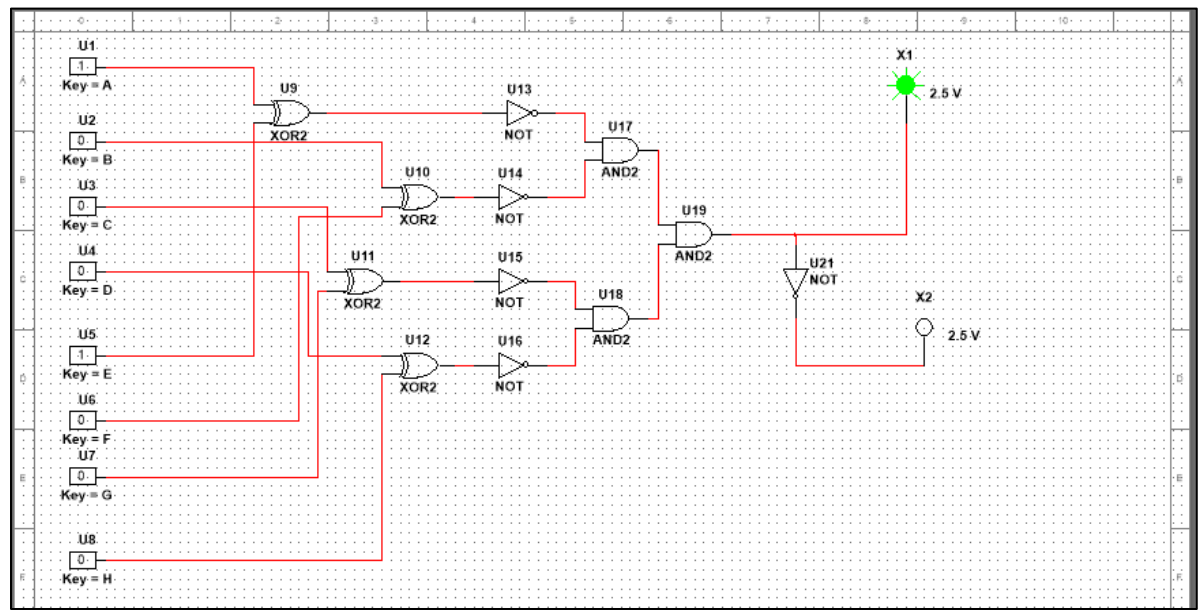 0 1 2 3 4 5 6 7 8 9 10
A
B
C
D
E
F
A
B
C
D
E
F
U1
1
Key = A
U2
0
Key = B
U3
0
Key = C
U4
0
Key = D
U5
1
Key = E
U6
0
Key = F
U7
0
Key = G
U8
0
Key = H
U9
XOR2
U10
XOR2
U11
XOR2
U12
XOR2
U13
NOT
U14
NOT
U15
NOT
U16
NOT
U17
AND2
U18
AND2
U19
AND2
U21
NOT
X1
2.5 V
X2
2.5 V